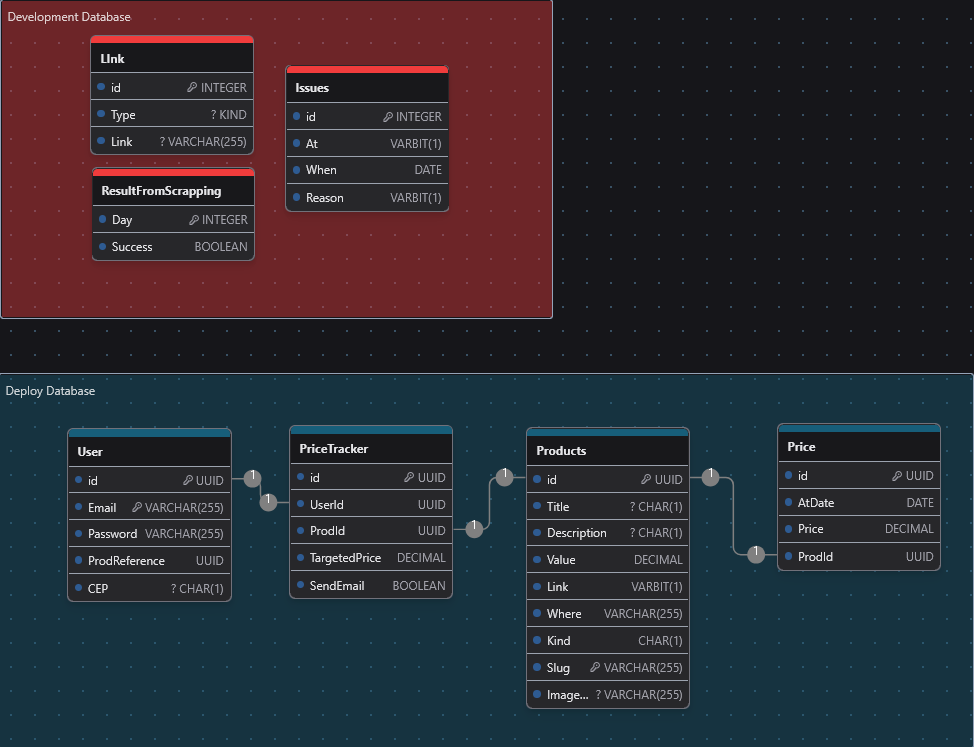 Development Database
LInk
id INTEGER
Type ? KIND
Link ? VARCHAR(255)
Issues
id INTEGER
At VARBIT(1)
When DATE
Reason VARBIT(1)
ResultFromScrapping
Day INTEGER
Success BOOLEAN
Deploy Database
User
id UUID
Email VARCHAR(255)
Password VARCHAR(255)
ProdReference UUID
CEP ? CHAR(1)
1
1
PriceTracker
id UUID
UserId UUID
ProdId UUID
TargetedPrice DECIMAL
SendEmail BOOLEAN
1
1
Products
id UUID
Title ? CHAR(1)
Description ? CHAR(1)
Value DECIMAL
Link VARBIT(1)
Where VARCHAR(255)
Kind CHAR(1)
Slug VARCHAR(255)
Image... ? VARCHAR(255)
1
1
Price
id UUID
AtDate DATE
Price DECIMAL
ProdId UUID